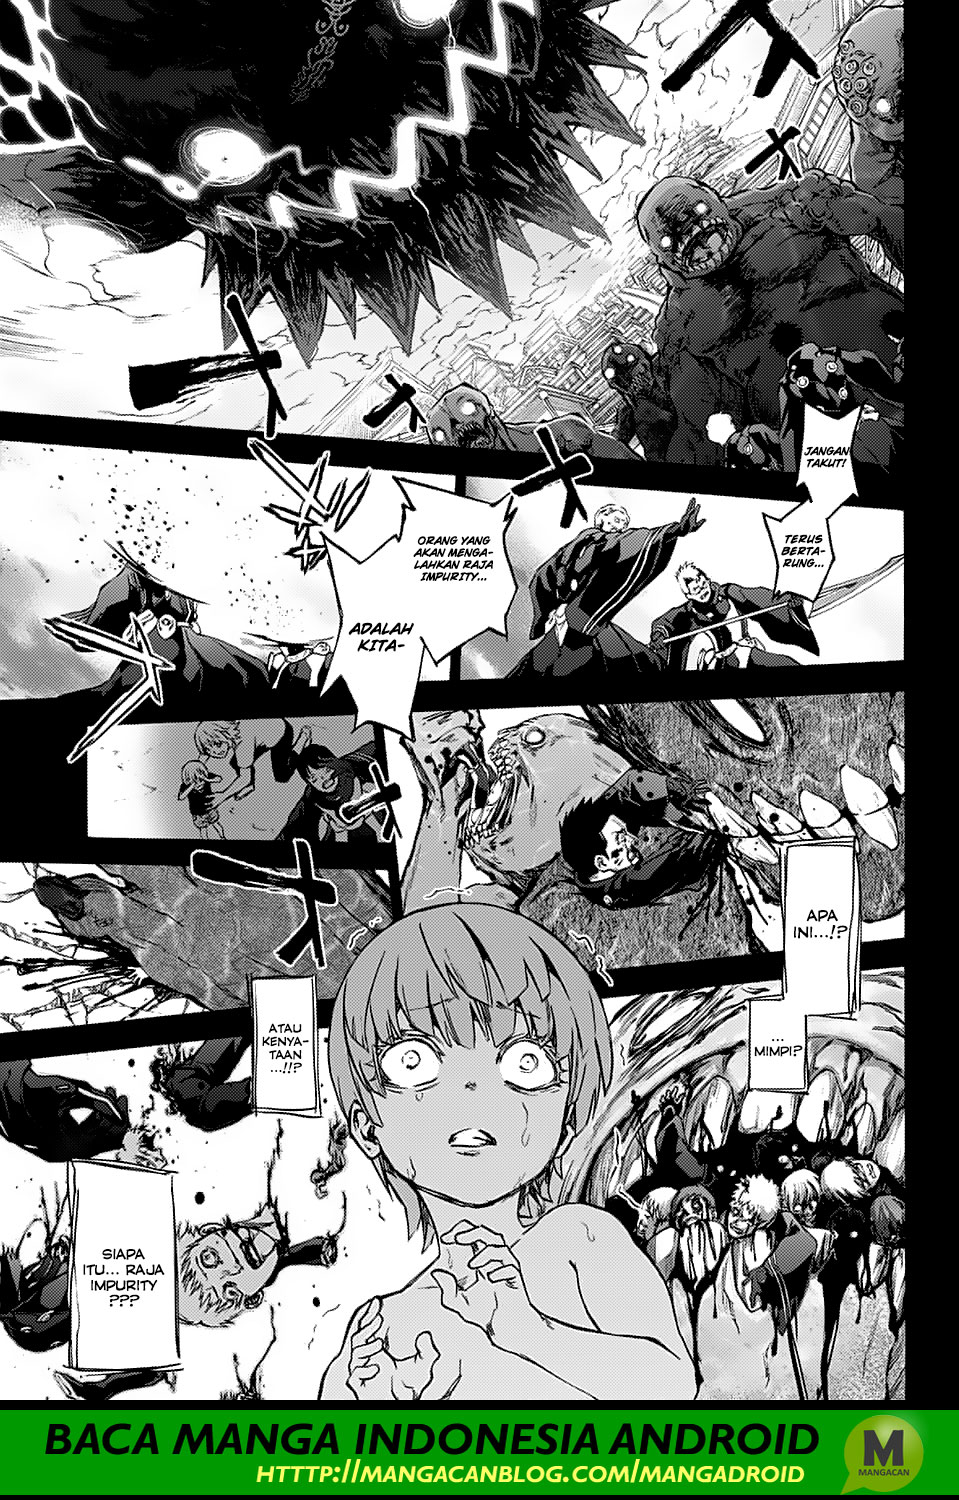 JANGAN
TAKUT!
TERUS
BERTA-
RUNG...
ORANG YANG
AKAN MENGA-
LAHKAN RAJA
IMPURITY...
ADALAH
KITA-
APA
INI...!?
...
MIMPI?
ATAU
KENYA-
TAAN
...!!?
SIAPA
ITU... RAJA
IMPURITY
???
BACA MANGA INDONESIA ANDROID
HTTTP://MANGACANBLOG.COM/MANGADROID
M
MANGACAN